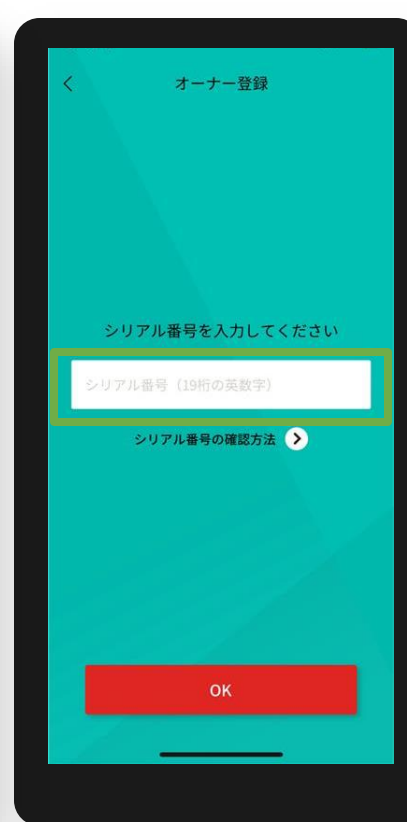 オーナー登録
シリアル番号を入力してください
シリアル番号（19桁の英数字）
シリアル番号の確認方法
OK